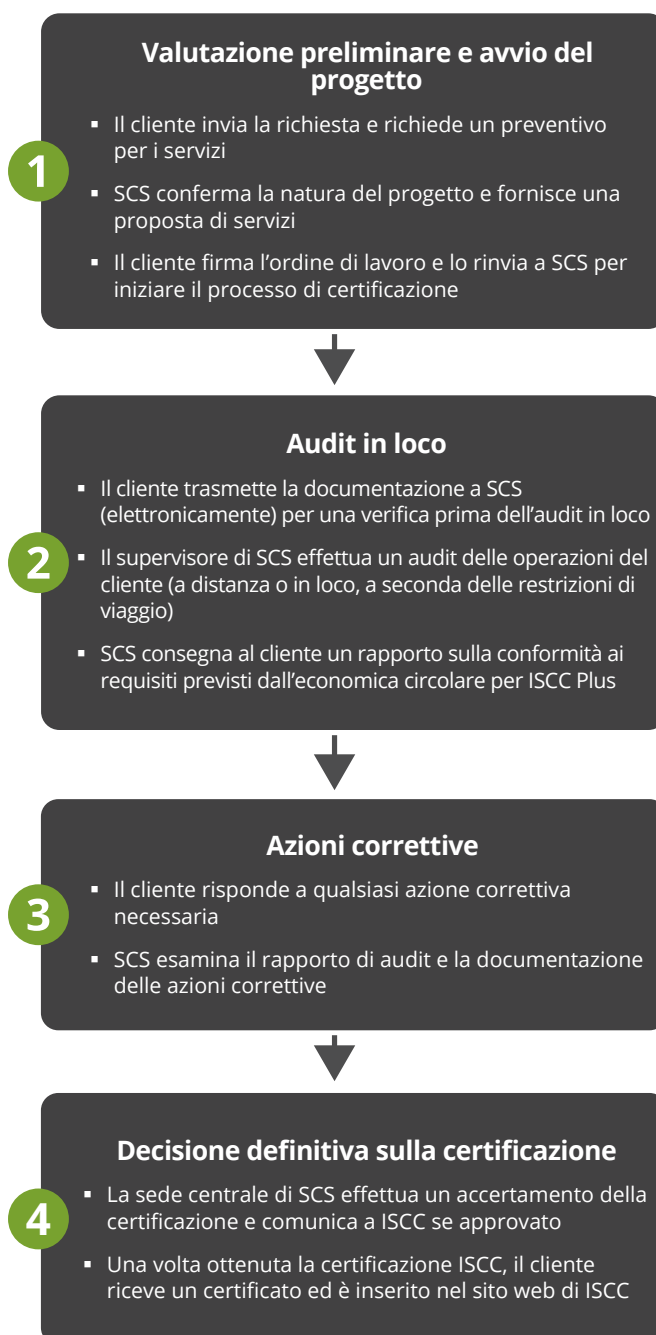 Valutazione preliminare e avvio del
progetto
▪ Il cliente invia la richiesta e richiede un preventivo
per i servizi
1
▪ SCS conferma la natura del progetto e fornisce una
proposta di servizi
▪ Il cliente firma l’ordine di lavoro e lo rinvia a SCS per
iniziare il processo di certificazione
Audit in loco
▪ Il cliente trasmette la documentazione a SCS
(elettronicamente) per una verifica prima dell’audit in loco
2
▪ Il supervisore di SCS effettua un audit delle operazioni del
cliente (a distanza o in loco, a seconda delle restrizioni di
viaggio)
▪ SCS consegna al cliente un rapporto sulla conformità ai
requisiti previsti dall’economica circolare per ISCC Plus
Azioni correttive
▪ Il cliente risponde a qualsiasi azione correttiva
necessaria
3
▪ SCS esamina il rapporto di audit e la documentazione
delle azioni correttive
Decisione definitiva sulla certificazione
▪ La sede centrale di SCS effettua un accertamento della
certificazione e comunica a ISCC se approvato
4
▪ Una volta ottenuta la certificazione ISCC, il cliente
riceve un certificato ed è inserito nel sito web di ISCC